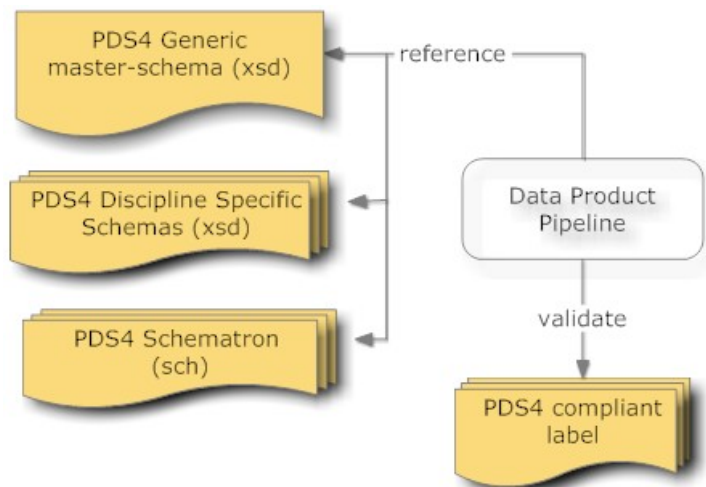 PDS4 Generic
master-schema (xsd)
reference
PDS4 Discipline Specific
Schemas (xsd)
Data Product
Pipeline
PDS4 Schematron
(sch)
validate
PDS4 compliant
label